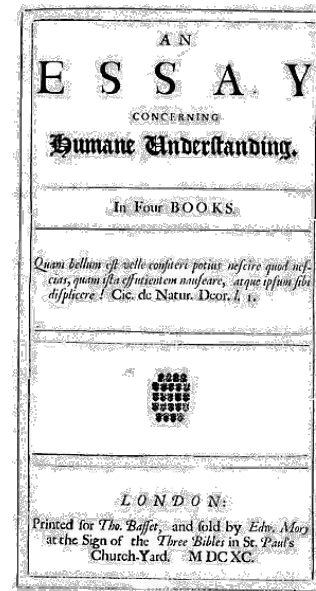 AN
ESSAY
CONCERNING
Humane Understanding.
In Four BOOKS.
Quam bellum est velle confiteri potius nescire quod nes-
cias, quam ista effutientem nauseare, atque ipsum sibi
displicere! Cic. de Natur. Deor. l. 1.
LONDON:
Printed for Tho. Basset, and sold by Edw. Mory
at the Sign of the Three Bibles in St. Paul's
Church-Yard. MDCXC.